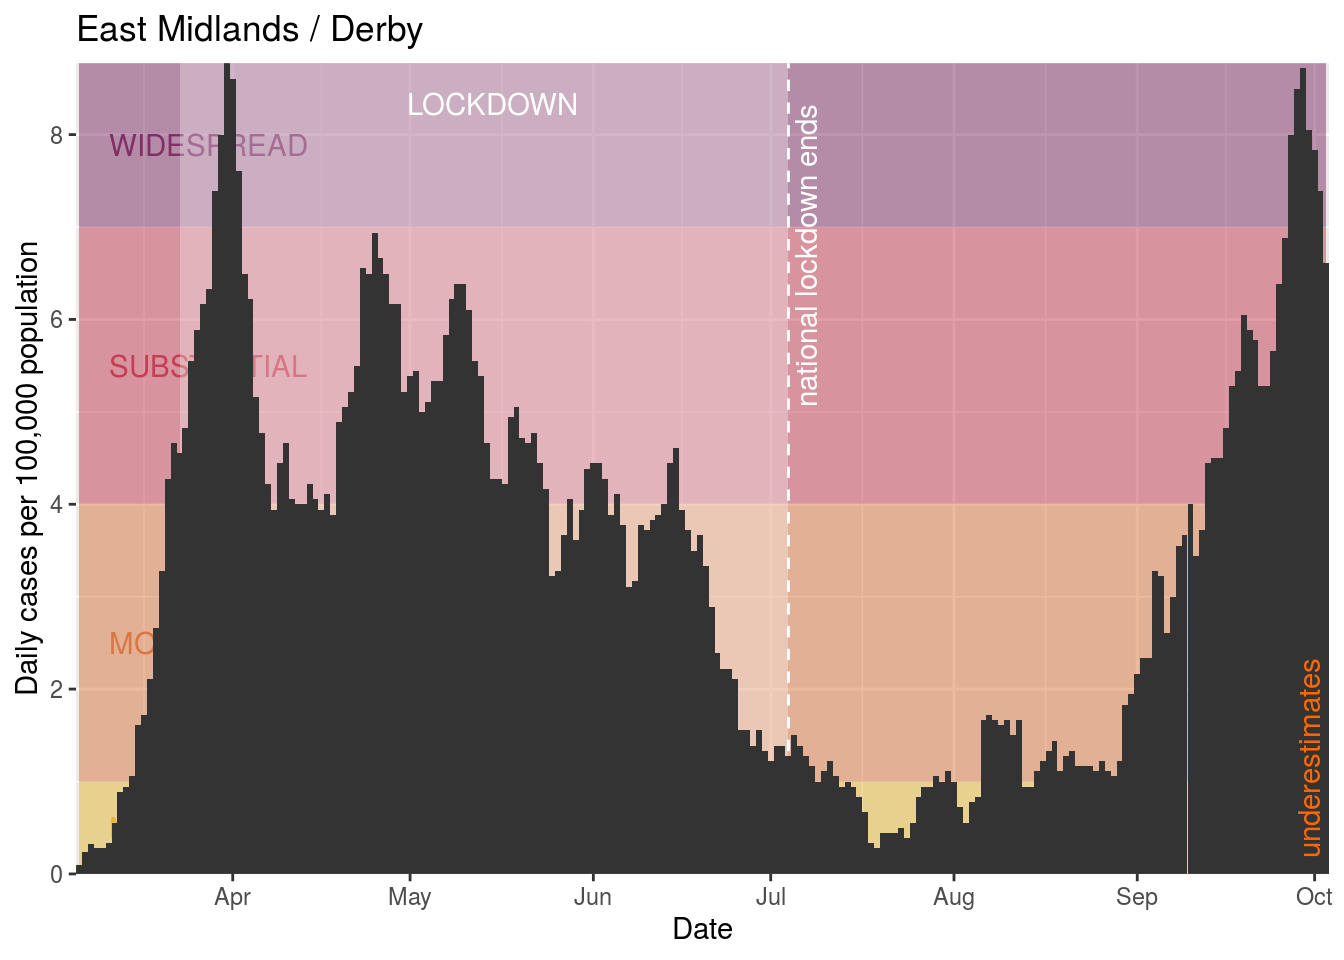 East Midlands / Derby
LOCKDOWN
WIDESPREAD
national lockdown ends
8
6
4
2
0
Daily cases per 100,000 population
underestimates
Apr
May
Jun
Jul
Aug
Sep
Oct
Date